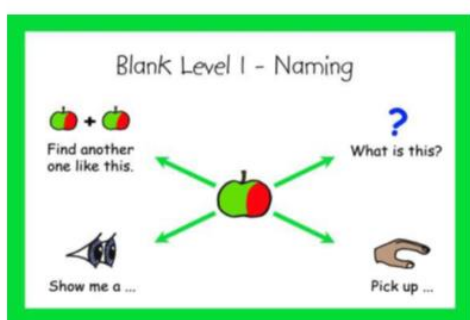 Blank Level 1 - Naming
+
Find another
one like this.
?
What is this?
Show me a ...
Pick up ...